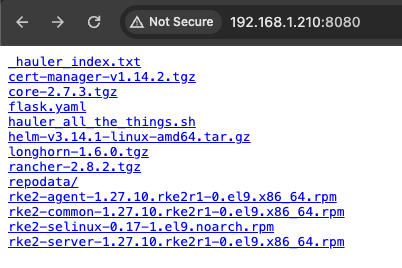 Not Secure 192.168.1.210:8080
_hauler_index.txt
cert-manager-v1.14.2.tgz
core-2.7.3.tgz
flask.yaml
hauler_all_the_things.sh
helm-v3.14.1-linux-amd64.tar.gz
longhorn-1.6.0.tgz
rancher-2.8.2.tgz
repodata/
rke2-agent-1.27.10.rke2r1-0.el9.x86_64.rpm
rke2-common-1.27.10.rke2r1-0.el9.x86_64.rpm
rke2-selinux-0.17-1.el9.noarch.rpm
rke2-server-1.27.10.rke2r1-0.el9.x86_64.rpm